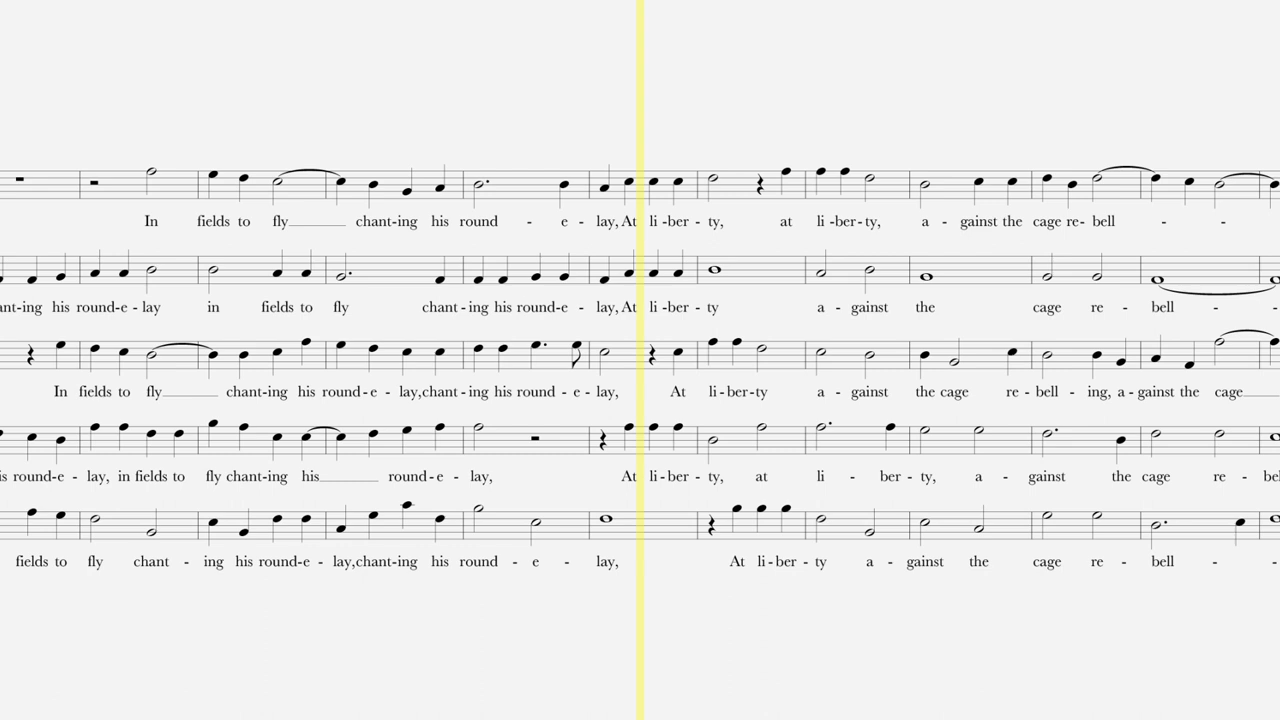 In fields to fly chant-ing his round - e - lay, At li -ber - ty, at li -ber-ty, a - gainst the cage re- bell - -
ant-ing his round-e - lay in fields to fly chant - ing his round-e - lay, At li -ber - ty a - gainst the cage re - bell - -
In fields to fly chant-ing his round-e - lay,chant-ing his round - e - lay, At li-ber-ty a - gainst the cage re - bell - ing, a - gainst the cage
is round-e - lay, in fields to fly chant-ing his round-e - lay, At li-ber - ty, at li - ber - ty, a - gainst the cage re - bel
fields to fly chant - ing his round-e - lay,chant-ing his round - e - lay, At li-ber - ty a - gainst the cage re - bell - -